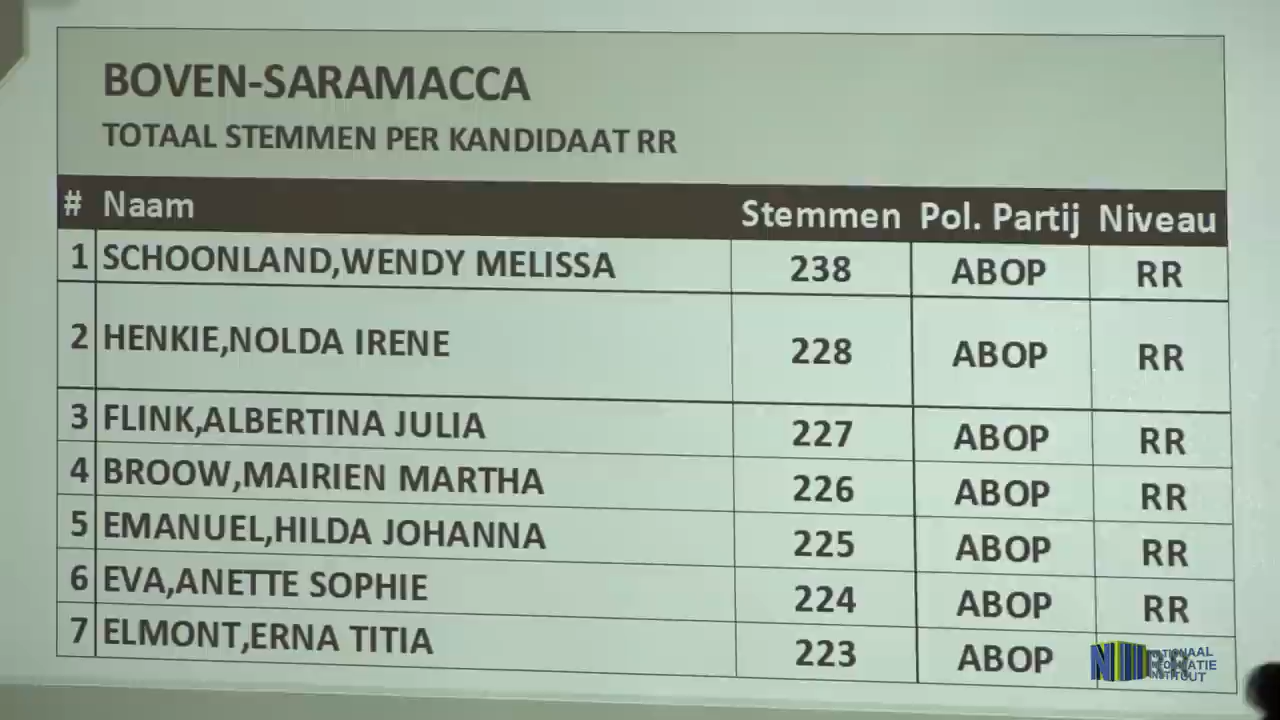 BOVEN-SARAMACCA
TOTAAL STEMMEN PER KANDIDAAT RR
# Naam Stemmen Pol. Partij Niveau
1 SCHOONLAND,WENDY MELISSA 238 ABOP RR
2 HENKIE,NOLDA IRENE 228 ABOP RR
3 FLINK,ALBERTINA JULIA 227 ABOP RR
4 BROOW,MAIRIEN MARTHA 226 ABOP RR
5 EMANUEL,HILDA JOHANNA 225 ABOP RR
6 EVA,ANETTE SOPHIE 224 ABOP RR
7 ELMONT,ERNA TITIA 223 ABOP RR
NATIONAAL
INFORMATIE
INSTITUUT